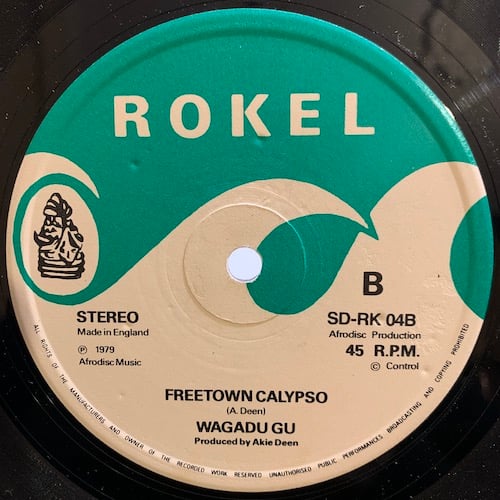 ROKEL
STEREO
Made in England
Ⓟ 1979
Afrodisc Music
B
SD-RK 04B
Afrodisc Production
45 R.P.M.
© Control
FREETOWN CALYPSO
(A. Deen)
WAGADU GU
Produced by Akie Deen
ALL RIGHTS OF THE MANUFACTURERS AND OWNER OF THE RECORDED WORK RESERVED UNAUTHORISED PUBLIC PERFORMANCES BROADCASTING AND COPYING PROHIBITED